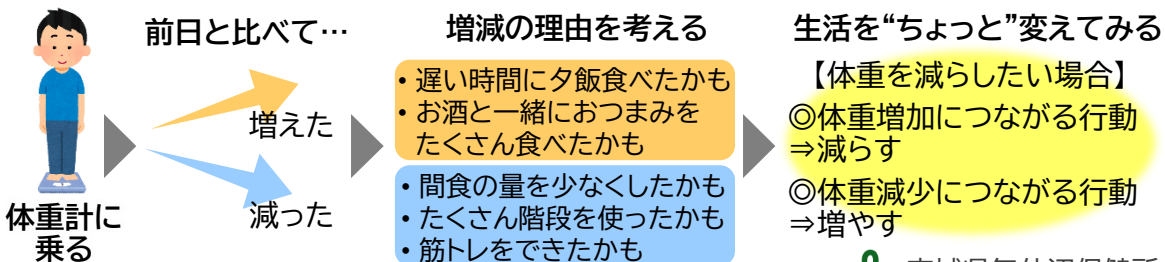 体重計に
乗る
前日と比べて…
増えた
減った
増減の理由を考える
・遅い時間に夕飯食べたかも
・お酒と一緒におつまみを
たくさん食べたかも
・間食の量を少なくしたかも
・たくさん階段を使ったかも
・筋トレをできたかも
生活を“ちょっと”変えてみる
【体重を減らしたい場合】
◎体重増加につながる行動
⇒減らす
◎体重減少につながる行動
⇒増やす